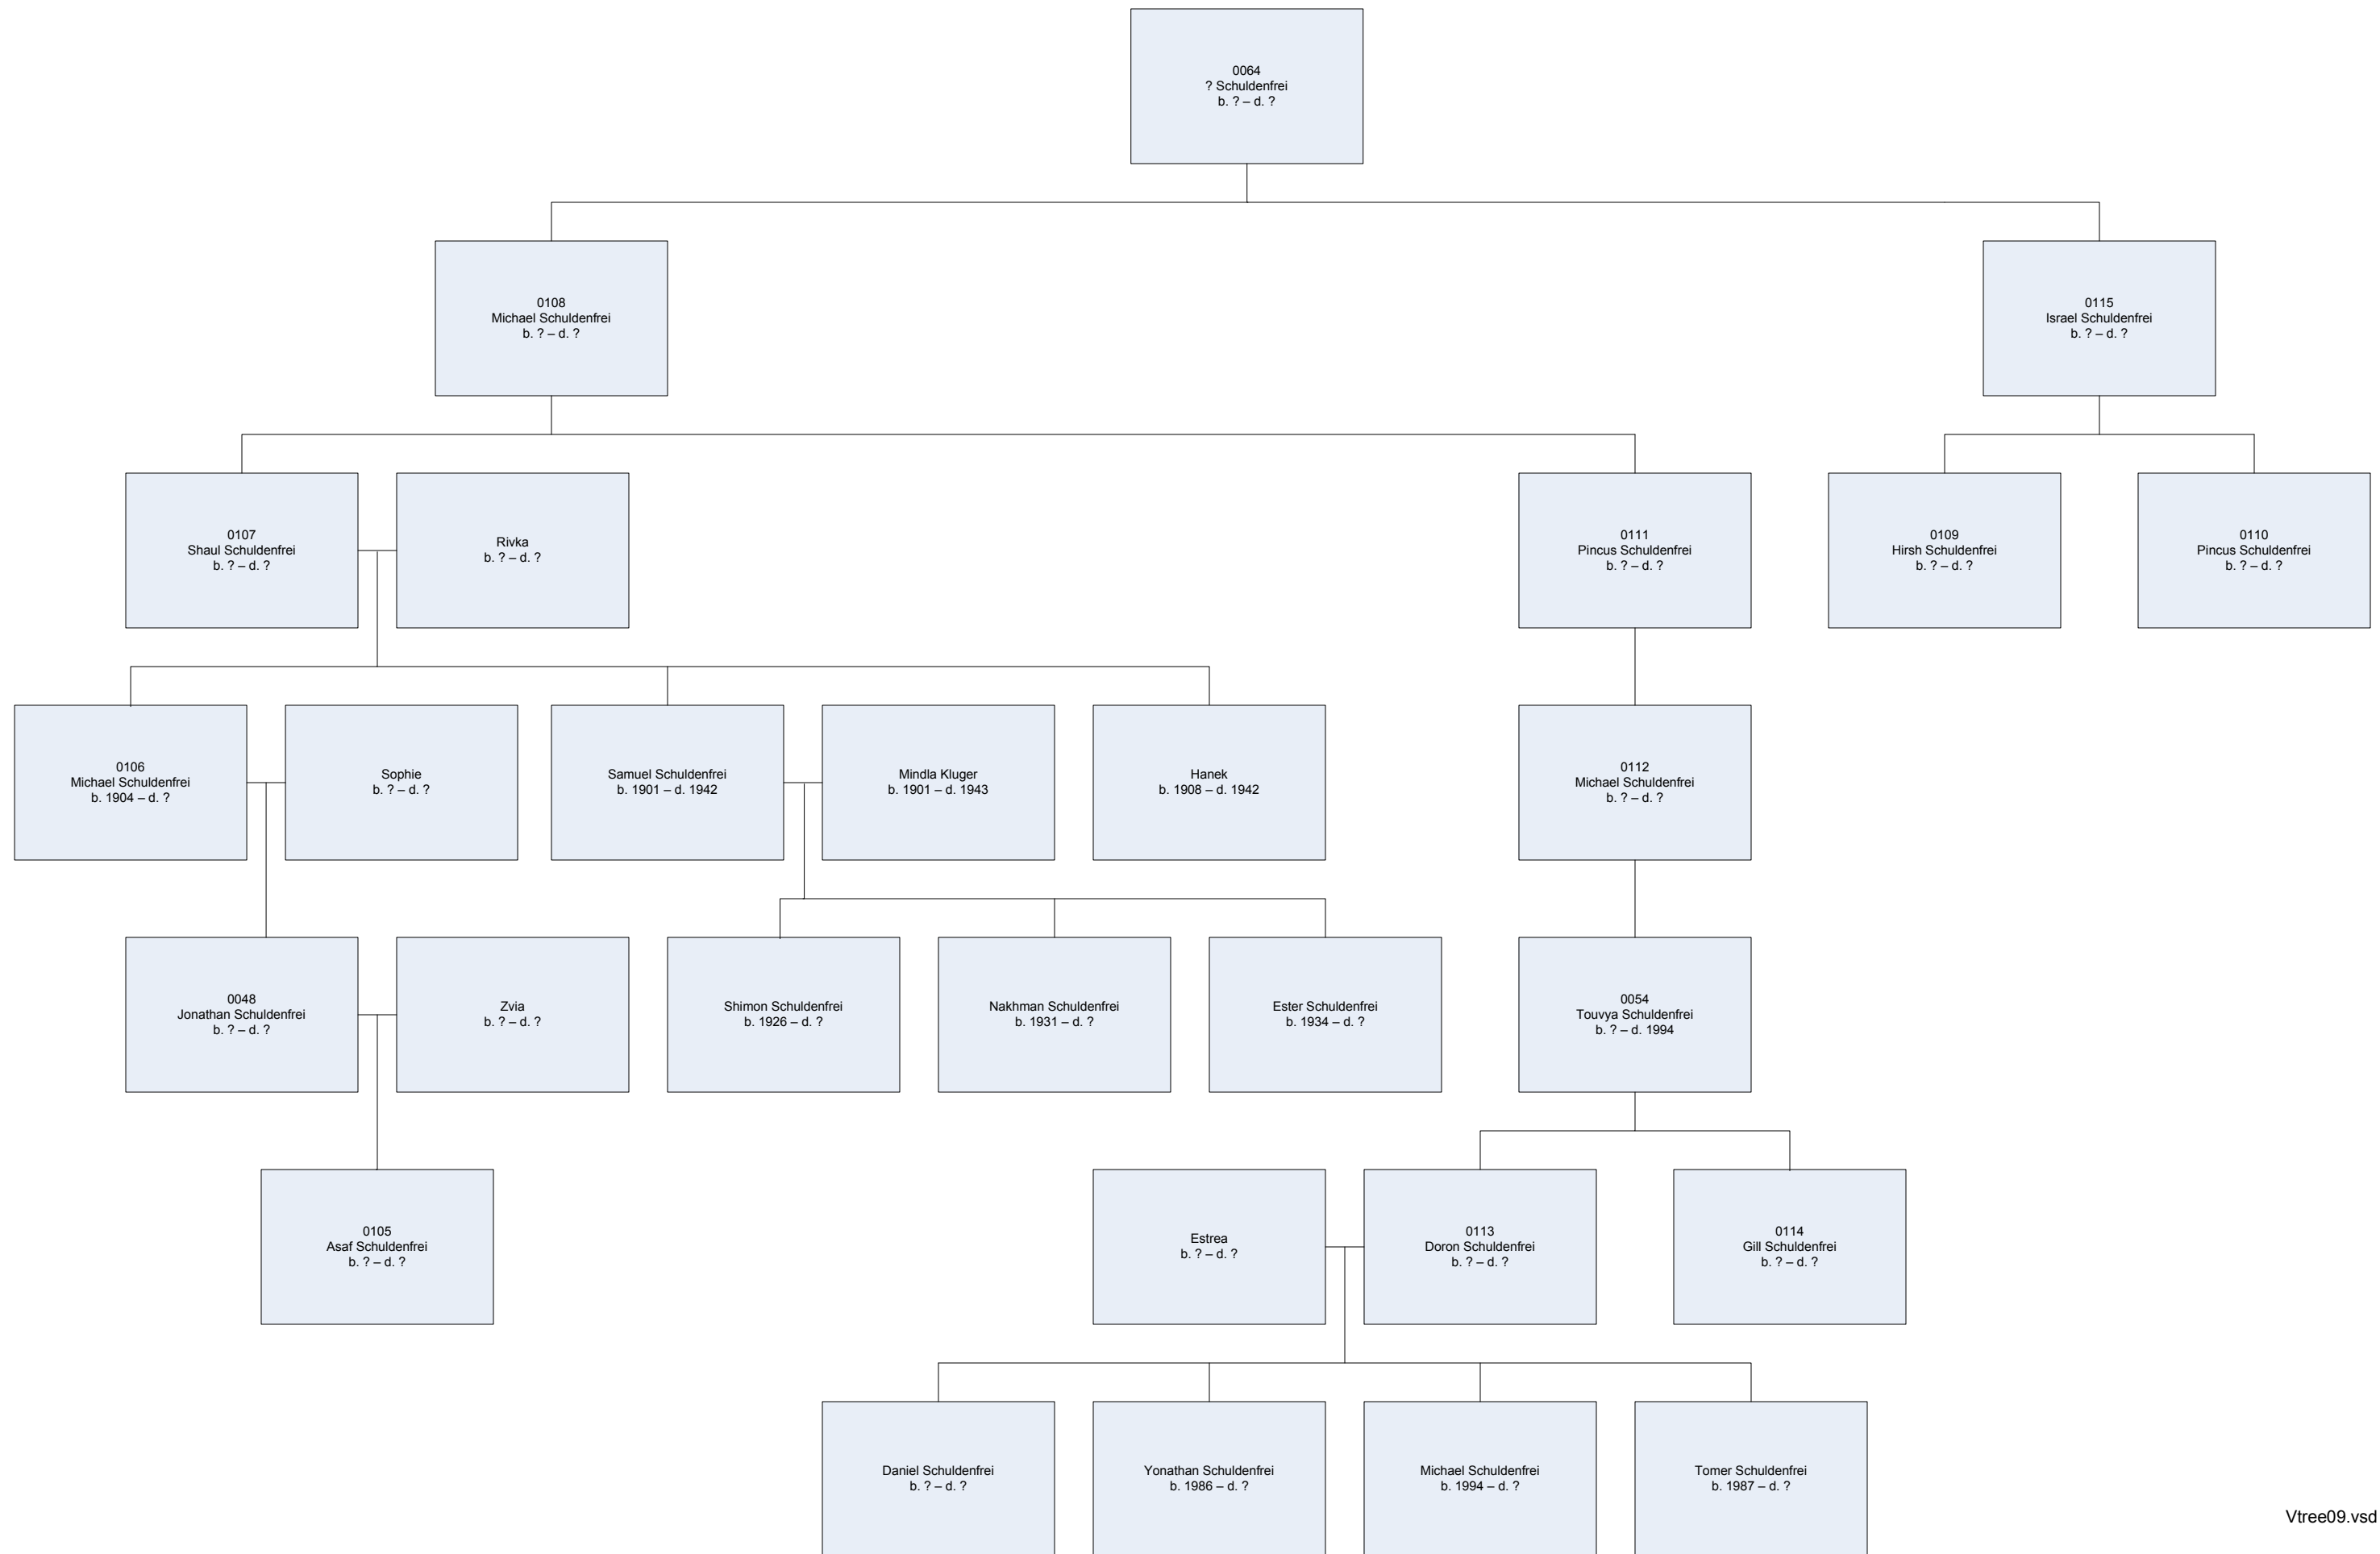 0064
? Schuldenfrei
b. ? – d. ?
0108
Michael Schuldenfrei
b. ? – d. ?
0115
Israel Schuldenfrei
b. ? – d. ?
0107
Shaul Schuldenfrei
b. ? – d. ?
Rivka
b. ? – d. ?
0111
Pincus Schuldenfrei
b. ? – d. ?
0109
Hirsh Schuldenfrei
b. ? – d. ?
0110
Pincus Schuldenfrei
b. ? – d. ?
0106
Michael Schuldenfrei
b. 1904 – d. ?
Sophie
b. ? – d. ?
Samuel Schuldenfrei
b. 1901 – d. 1942
Mindla Kluger
b. 1901 – d. 1943
Hanek
b. 1908 – d. 1942
0112
Michael Schuldenfrei
b. ? – d. ?
0048
Jonathan Schuldenfrei
b. ? – d. ?
Zvia
b. ? – d. ?
Shimon Schuldenfrei
b. 1926 – d. ?
Nakhman Schuldenfrei
b. 1931 – d. ?
Ester Schuldenfrei
b. 1934 – d. ?
0054
Touvya Schuldenfrei
b. ? – d. 1994
0105
Asaf Schuldenfrei
b. ? – d. ?
Estrea
b. ? – d. ?
0113
Doron Schuldenfrei
b. ? – d. ?
0114
Gill Schuldenfrei
b. ? – d. ?
Daniel Schuldenfrei
b. ? – d. ?
Yonathan Schuldenfrei
b. 1986 – d. ?
Michael Schuldenfrei
b. 1994 – d. ?
Tomer Schuldenfrei
b. 1987 – d. ?
Vtree09.vsd